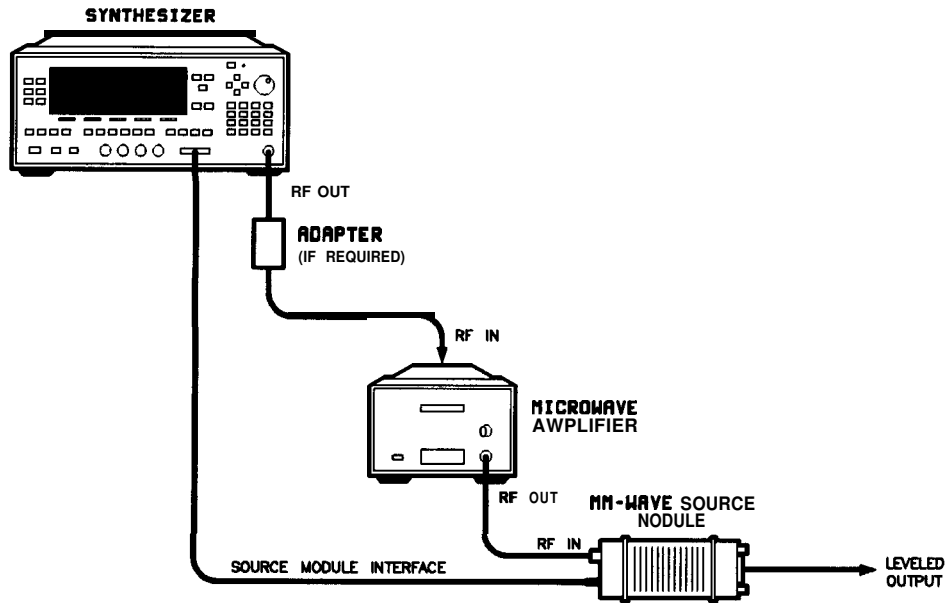 SYNTHESIZER
RF OUT
ADAPTER
(IF REQUIRED)
RF IN
MICROWAVE
AWPLIFIER
RF OUT
MM-WAVE SOURCE
NODULE
RF IN
SOURCE MODULE INTERFACE
LEVELED
OUTPUT